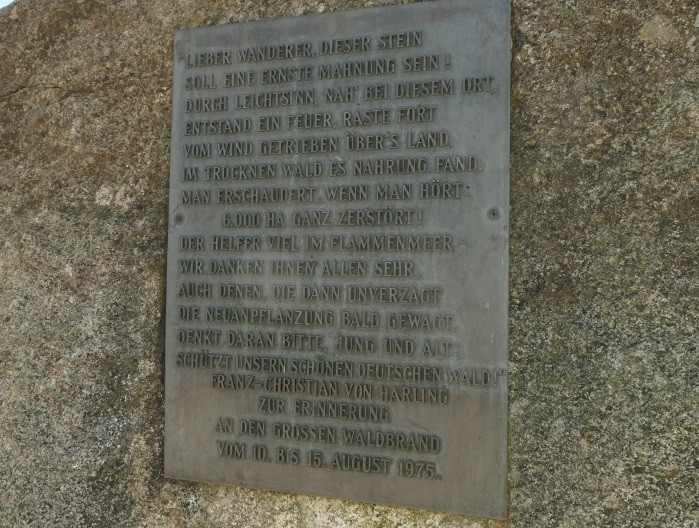 "LIEBER WANDERER, DIESER STEIN
SOLL EINE ERNSTE MAHNUNG SEIN!
DURCH LEICHTSINN, NAH' BEI DIESEM ORT,
ENTSTAND EIN FEUER, RASTE FORT
VOM WIND GETRIEBEN ÜBER'S LAND,
IM TROCKNEN WALD ES NAHRUNG FAND.
MAN ERSCHAUDERT, WENN MAN HÖRT:
6.000 HA GANZ ZERSTÖRT!
DER HELFER VIEL IM FLAMMENMEER,-
WIR DANKEN IHNEN ALLEN SEHR,
AUCH DENEN, DIE DANN UNVERZAGT
DIE NEUANPFLANZUNG BALD GEWAGT.
DENKT DARAN BITTE, JUNG UND ALT:
SCHÜTZT UNSERN SCHÖNEN DEUTSCHEN WALD!"
FRANZ-CHRISTIAN VON HARLING
ZUR ERINNERUNG
AN DEN GROSSEN WALDBRAND
VOM 10. BIS 15. AUGUST 1975.